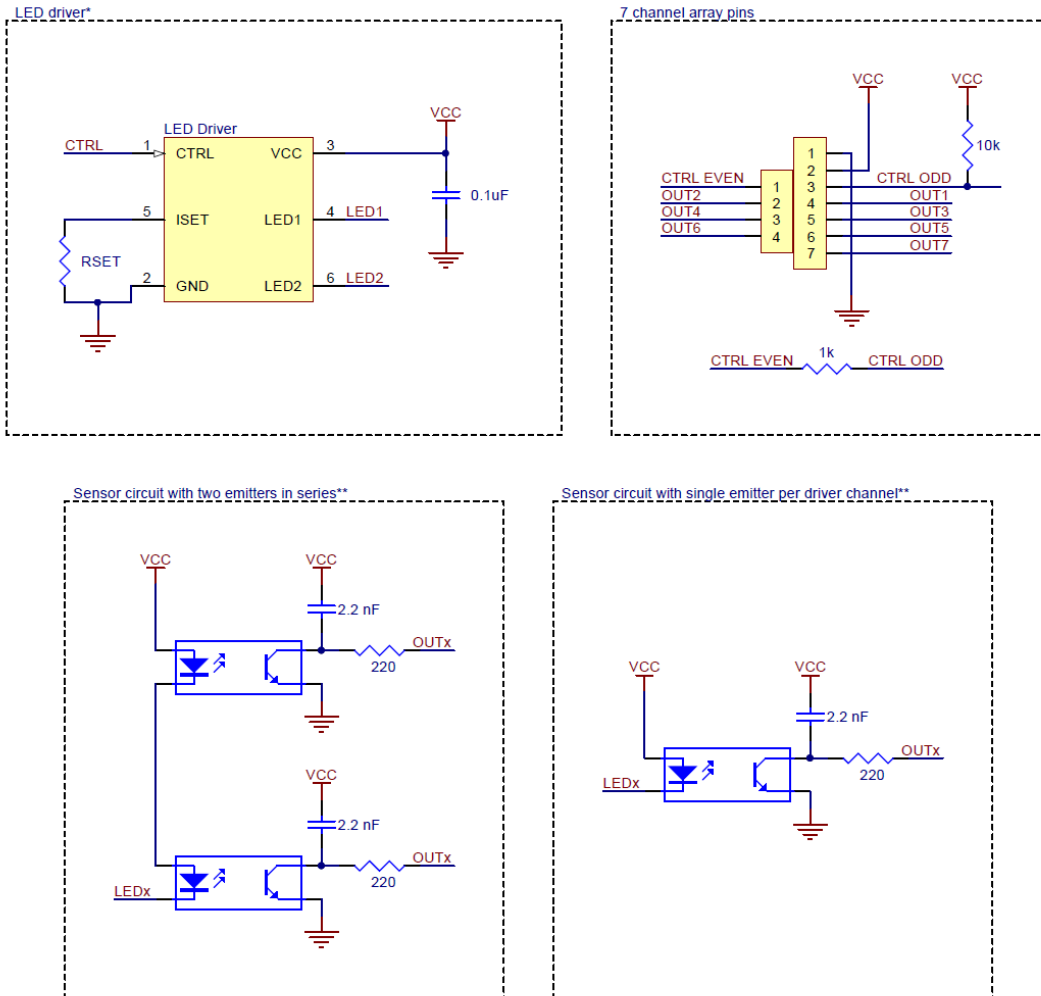 LED driver*
VCC
LED Driver
CTRL 1 CTRL VCC 3
0.1uF
5 ISET LED1 4 LED1
RSET
2 GND LED2 6 LED2
7 channel array pins
VCC VCC
10k
1
2
CTRL EVEN 1 3 CTRL ODD
OUT2 2 4 OUT1
OUT4 3 5 OUT3
OUT6 4 6 OUT5
7 OUT7
1k
CTRL EVEN CTRL ODD
Sensor circuit with two emitters in series**
VCC VCC
2.2 nF
OUTx
220
VCC
2.2 nF
OUTx
220
LEDx
Sensor circuit with single emitter per driver channel**
VCC VCC
2.2 nF
OUTx
220
LEDx